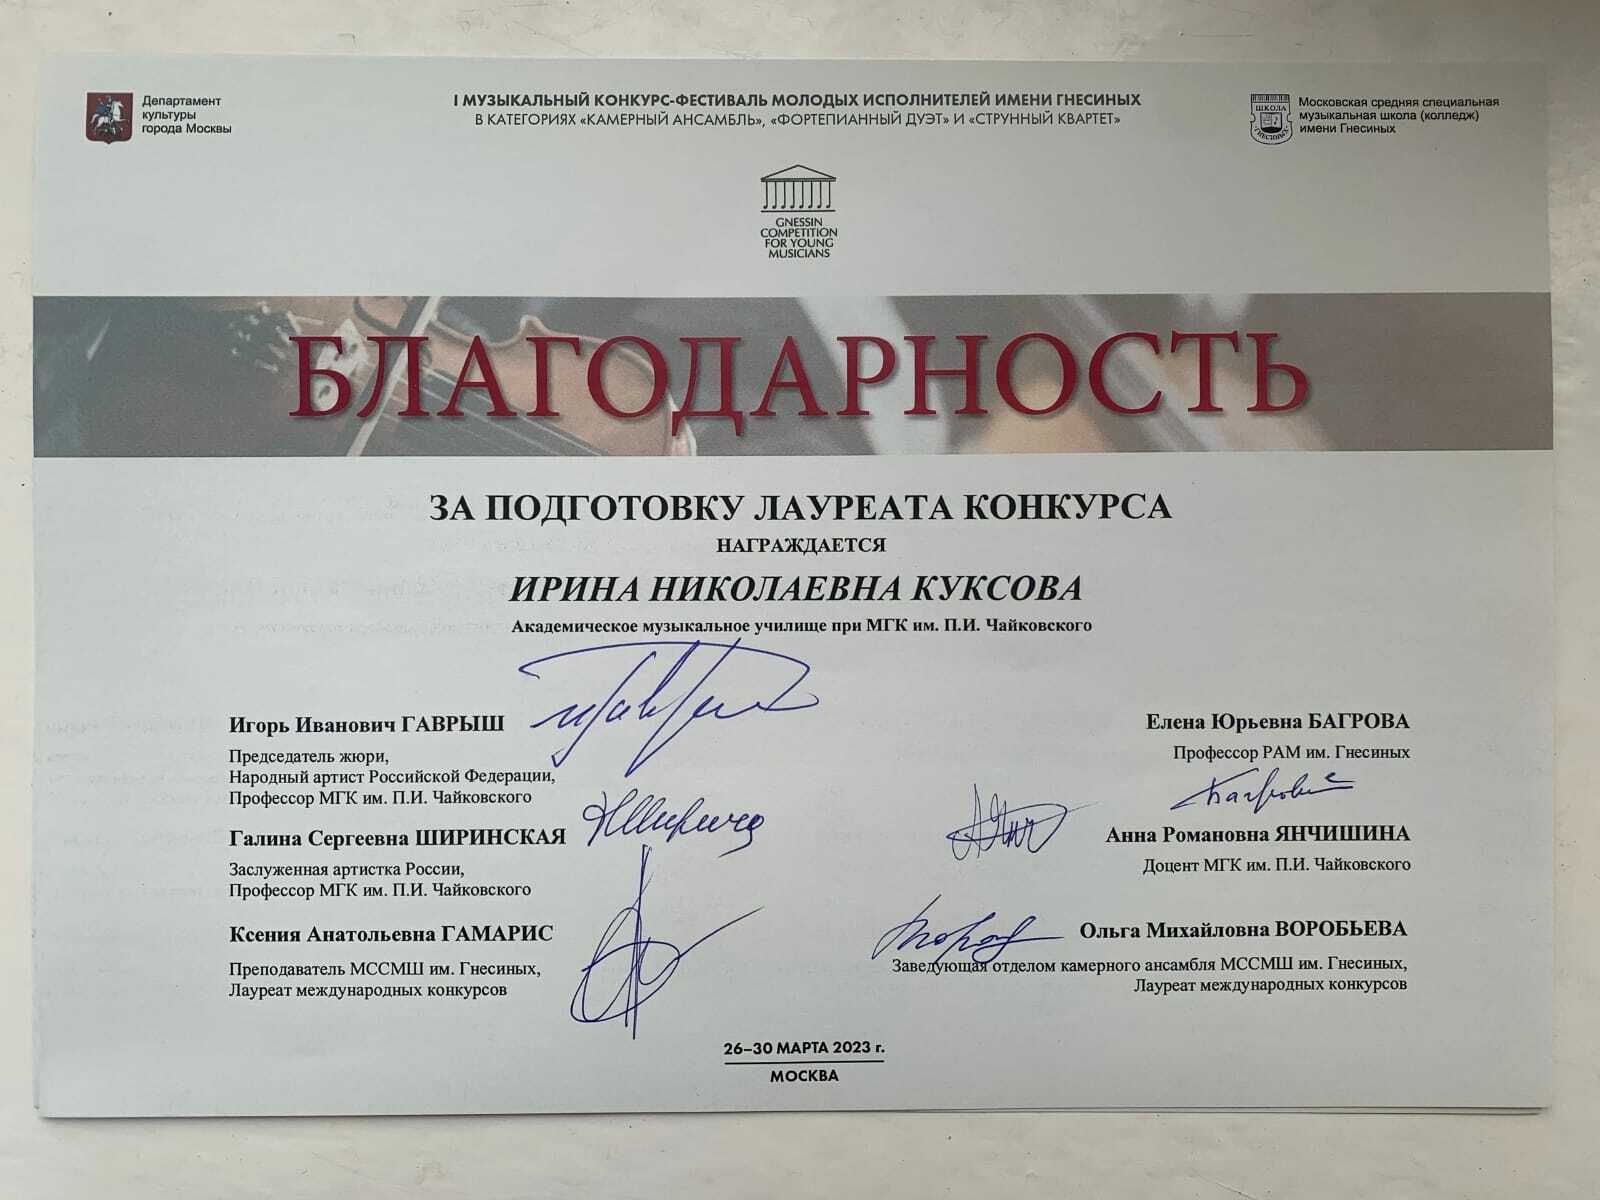 Департамент
культуры
города Москвы
I МУЗЫКАЛЬНЫЙ КОНКУРС-ФЕСТИВАЛЬ МОЛОДЫХ ИСПОЛНИТЕЛЕЙ ИМЕНИ ГНЕСИНЫХ
В КАТЕГОРИЯХ «КАМЕРНЫЙ АНСАМБЛЬ», «ФОРТЕПИАННЫЙ ДУЭТ» И «СТРУННЫЙ КВАРТЕТ»
ШКОЛА
ГНЕСИНЫХ
Московская средняя специальная
музыкальная школа (колледж)
имени Гнесиных
GNESSIN
COMPETITION
FOR YOUNG
MUSICIANS
БЛАГОДАРНОСТЬ
ЗА ПОДГОТОВКУ ЛАУРЕАТА КОНКУРСА
НАГРАЖДАЕТСЯ
ИРИНА НИКОЛАЕВНА КУКСОВА
Академическое музыкальное училище при МГК им. П.И. Чайковского
Игорь Иванович ГАВРЫШ
Председатель жюри,
Народный артист Российской Федерации,
Профессор МГК им. П.И. Чайковского
Галина Сергеевна ШИРИНСКАЯ
Заслуженная артистка России,
Профессор МГК им. П.И. Чайковского
Ксения Анатольевна ГАМАРИС
Преподаватель МССМШ им. Гнесиных,
Лауреат международных конкурсов
Елена Юрьевна БАГРОВА
Профессор РАМ им. Гнесиных
Анна Романовна ЯНЧИШИНА
Доцент МГК им. П.И. Чайковского
Ольга Михайловна ВОРОБЬЕВА
Заведующая отделом камерного ансамбля МССМШ им. Гнесиных,
Лауреат международных конкурсов
26–30 МАРТА 2023 г.
МОСКВА